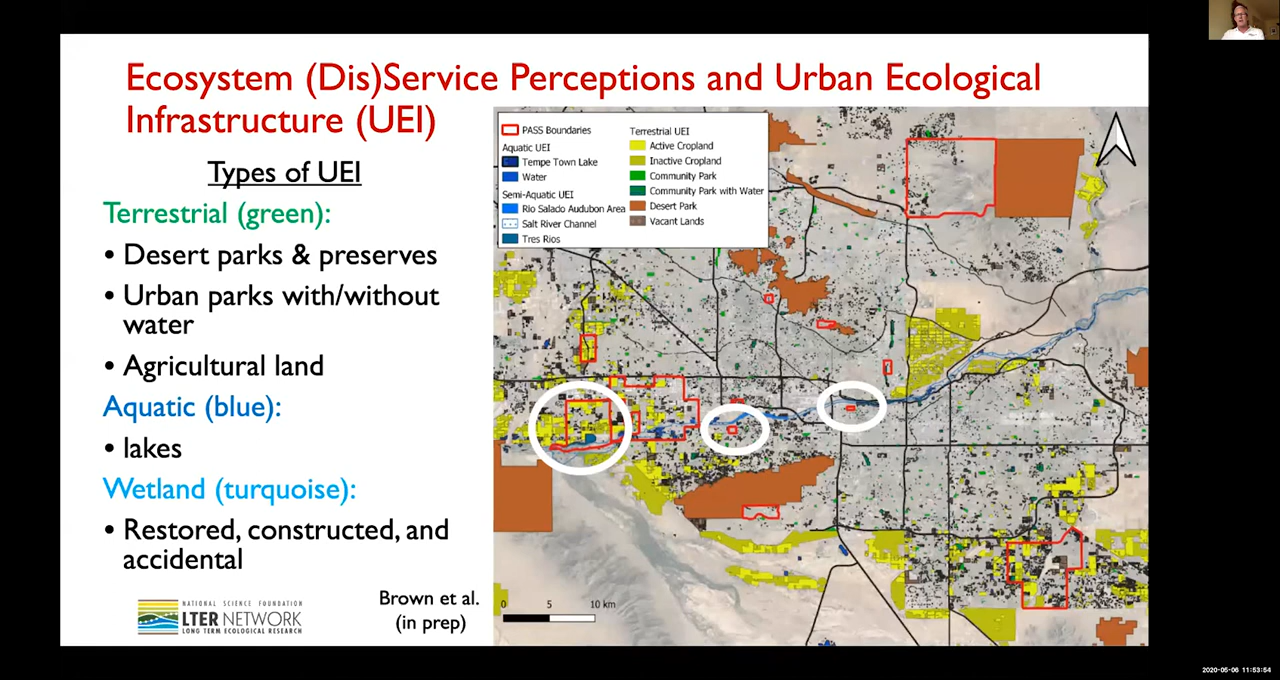 Ecosystem (Dis)Service Perceptions and Urban Ecological
Infrastructure (UEI)
Types of UEI
Terrestrial (green):
• Desert parks & preserves
• Urban parks with/without
water
• Agricultural land
Aquatic (blue):
• lakes
Wetland (turquoise):
• Restored, constructed, and
accidental
NATIONAL SCIENCE FOUNDATION
LTER NETWORK
LONG TERM ECOLOGICAL RESEARCH
Brown et al.
(in prep)
PASS Boundaries
Aquatic UEI
Tempe Town Lake
Water
Semi-Aquatic UEI
Rio Salado Audubon Area
Salt River Channel
Tres Rios
Terrestrial UEI
Active Cropland
Inactive Cropland
Community Park
Community Park with Water
Desert Park
Vacant Lands
0 5 10 km
2020-05-06 11:53:54